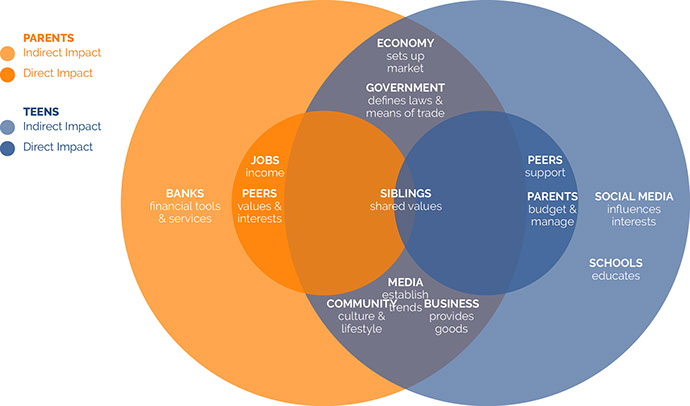 PARENTS
Indirect Impact
Direct Impact
TEENS
Indirect Impact
Direct Impact
ECONOMY
sets up
market
GOVERNMENT
defines laws &
means of trade
JOBS
income
PEERS
values &
interests
BANKS
financial tools
& services
SIBLINGS
shared values
PEERS
support
PARENTS
budget &
manage
SOCIAL MEDIA
influences
interests
SCHOOLS
educates
MEDIA
establish
trends
COMMUNITY
culture &
lifestyle
BUSINESS
provides
goods